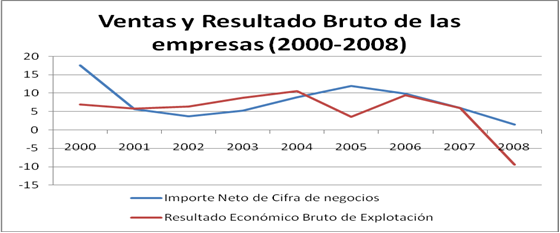 Ventas y Resultado Bruto de las
empresas (2000-2008)
20
15
10
5
0
-5
-10
-15
2000 2001 2002 2003 2004 2005 2006 2007 2008
Importe Neto de Cifra de negocios
Resultado Económico Bruto de Explotación